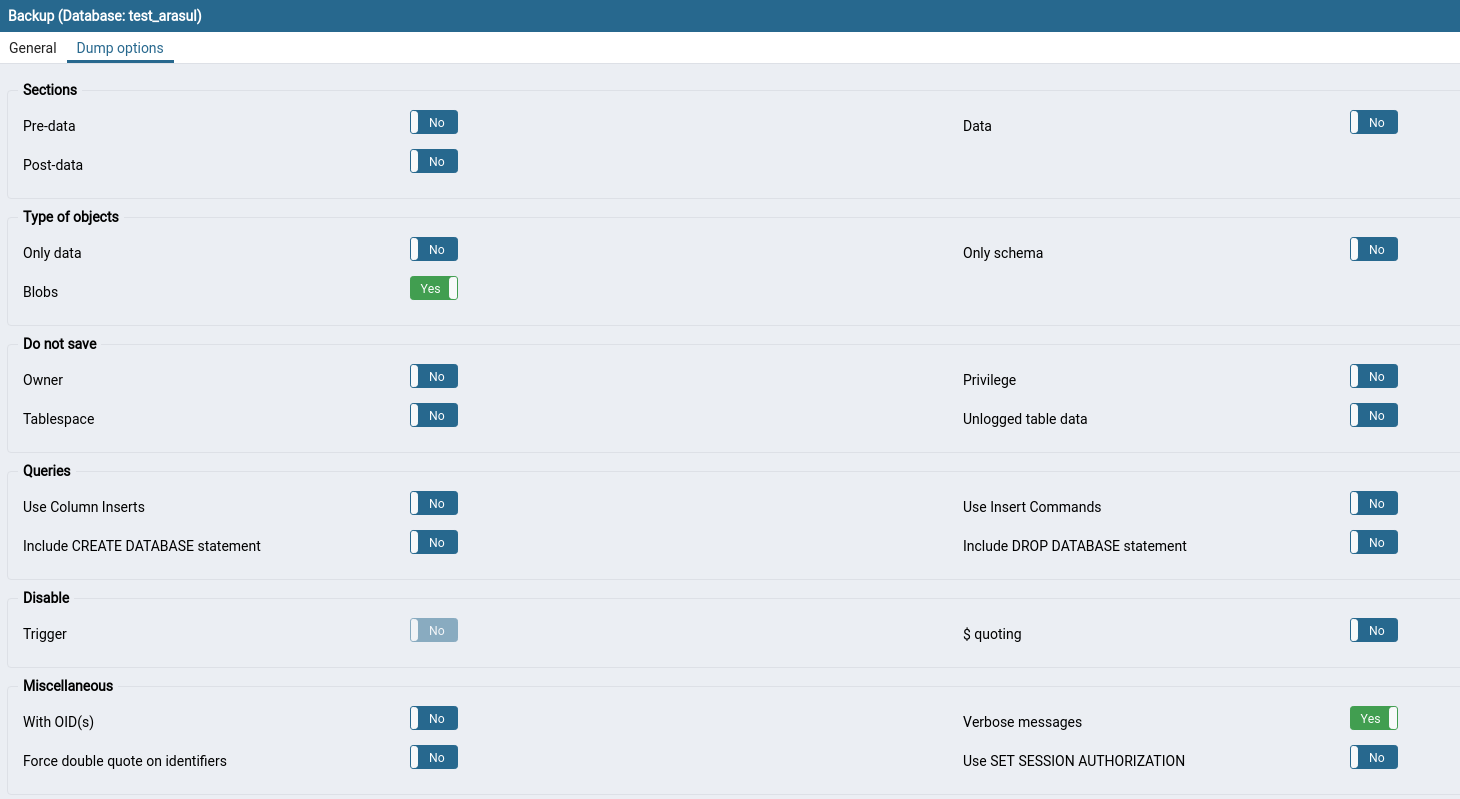 Backup (Database: test_arasul)
General Dump options
Sections
Pre-data No Data No
Post-data No
Type of objects
Only data No Only schema No
Blobs Yes
Do not save
Owner No Privilege No
Tablespace No Unlogged table data No
Queries
Use Column Inserts No Use Insert Commands No
Include CREATE DATABASE statement No Include DROP DATABASE statement No
Disable
Trigger No $ quoting No
Miscellaneous
With OID(s) No Verbose messages Yes
Force double quote on identifiers No Use SET SESSION AUTHORIZATION No